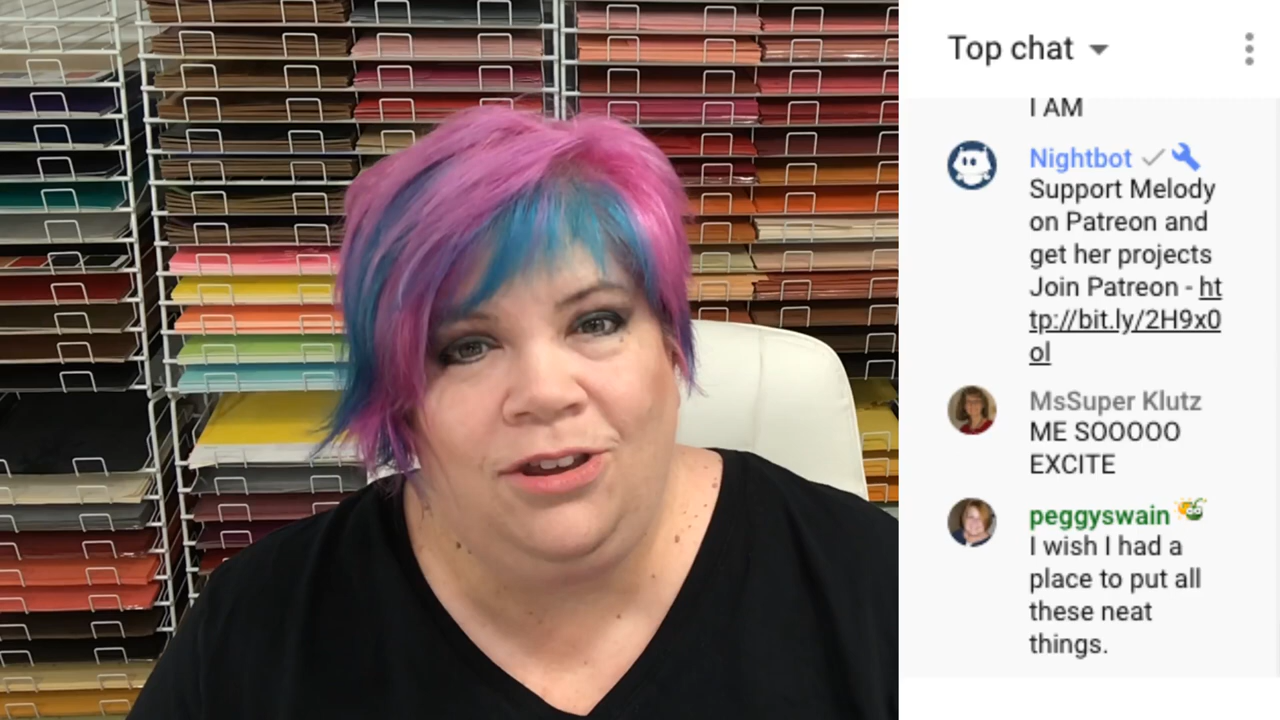 Top chat
I AM
Nightbot
Support Melody
on Patreon and
get her projects
Join Patreon - ht
tp://bit.ly/2H9x0
ol
MsSuper Klutz
ME SOOOOO
EXCITE
peggyswain
I wish I had a
place to put all
these neat
things.